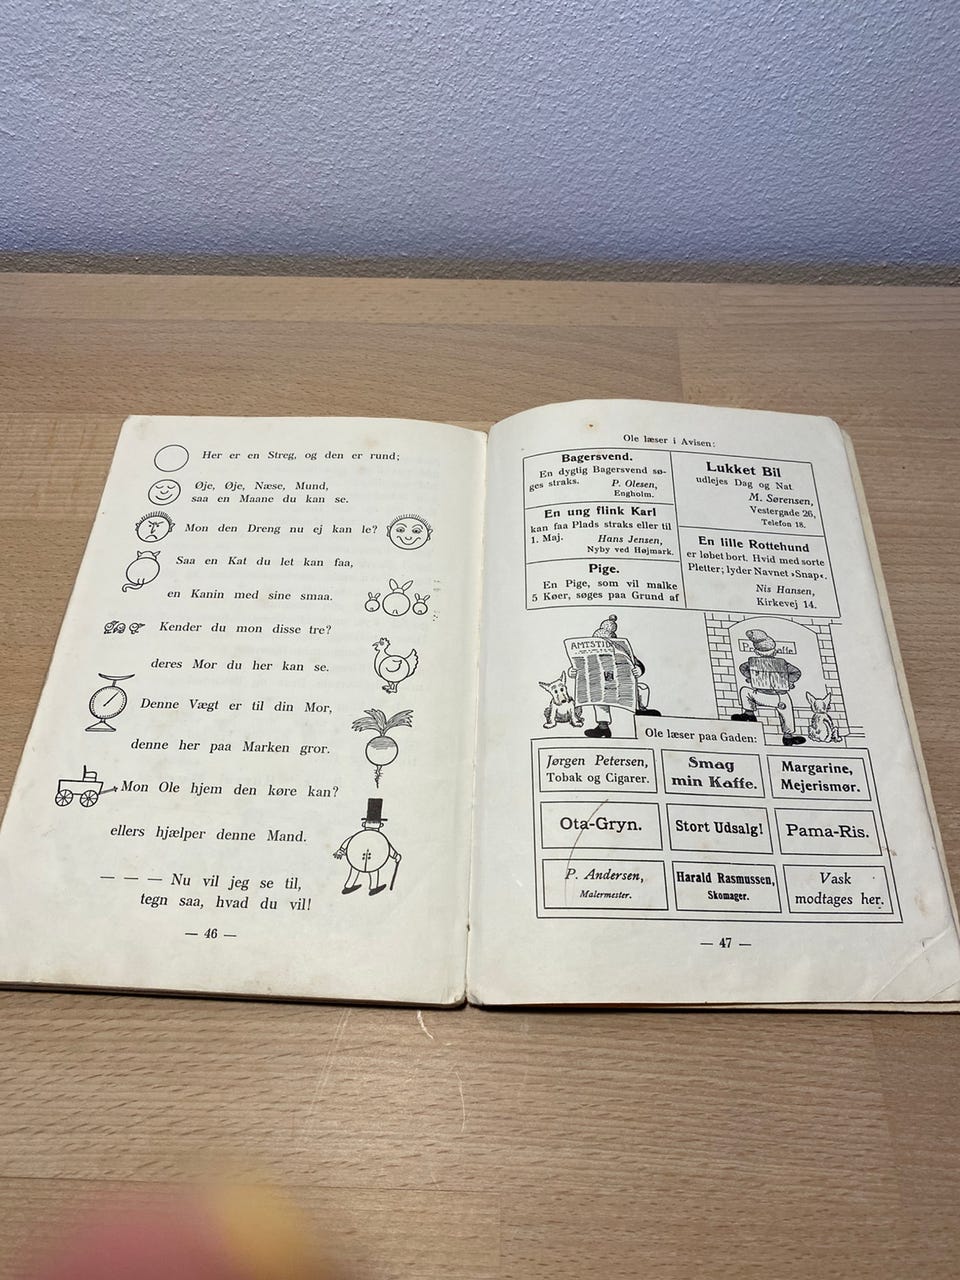 Her er en Streg, og den er rund;
Øje, Øje, Næse, Mund,
saa en Maane du kan se.
Mon den Dreng nu ej kan le?
Saa en Kat du let kan faa,
en Kanin med sine smaa.
Kender du mon disse tre?
deres Mor du her kan se.
Denne Vægt er til din Mor,
denne her paa Marken gror.
Mon Ole hjem den køre kan?
ellers hjælper denne Mand.
— — — Nu vil jeg se til,
tegn saa, hvad du vil!
— 46 —
Ole læser i Avisen:
Bagersvend.
En dygtig Bagersvend sø-
ges straks. P. Olesen,
Engholm.
En ung flink Karl
kan faa Plads straks eller til
1. Maj. Hans Jensen,
Nyby ved Højmark.
Pige.
En Pige, som vil malke
5 Køer, søges paa Grund af
Lukket Bil
udlejes Dag og Nat.
M. Sørensen,
Vestergade 26,
Telefon 18.
En lille Rottehund
er løbet bort. Hvid med sorte
Pletter; lyder Navnet »Snap«.
Nis Hansen,
Kirkevej 14.
AMTSTID
Ole læser paa Gaden:
Jørgen Petersen,
Tobak og Cigarer.
Smag
min Kaffe.
Margarine,
Mejerismør.
Ota-Gryn.
Stort Udsalg!
Pama-Ris.
P. Andersen,
Malermester.
Harald Rasmussen,
Skomager.
Vask
modtages her.
— 47 —